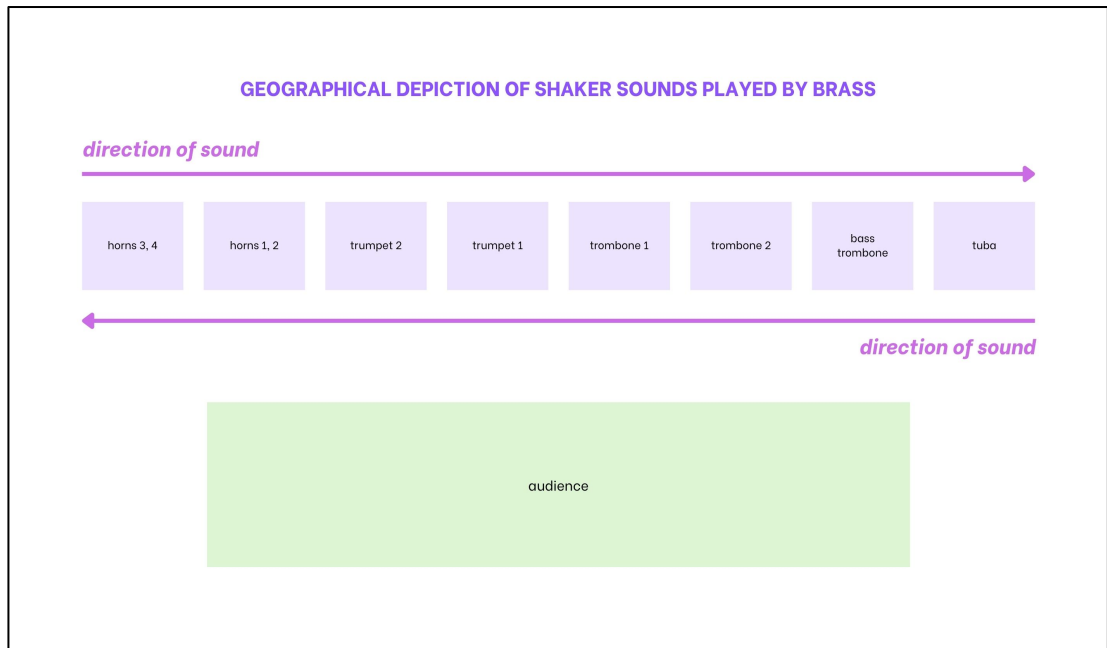 GEOGRAPHICAL DEPICTION OF SHAKER SOUNDS PLAYED BY BRASS
direction of sound
horns 3, 4
horns 1, 2
trumpet 2
trumpet 1
trombone 1
trombone 2
bass
trombone
tuba
direction of sound
audience